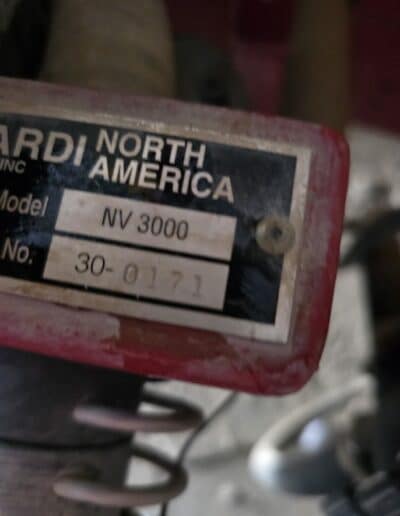 ARDI NORTH
INC AMERICA
Model NV 3000
No. 30-0171